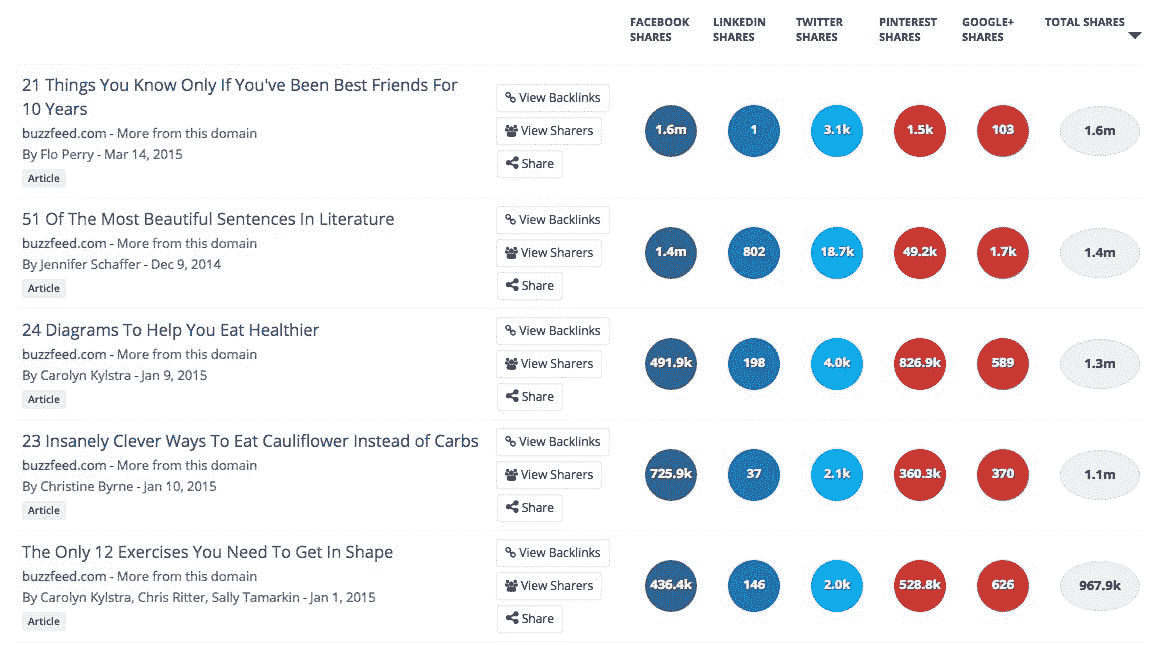 FACEBOOK SHARES LINKEDIN SHARES TWITTER SHARES PINTEREST SHARES GOOGLE+ SHARES TOTAL SHARES
21 Things You Know Only If You've Been Best Friends For
10 Years
buzzfeed.com - More from this domain
By Flo Perry - Mar 14, 2015
Article
View Backlinks
View Sharers
Share
1.6m 1 3.1k 1.5k 103 1.6m
51 Of The Most Beautiful Sentences In Literature
buzzfeed.com - More from this domain
By Jennifer Schaffer - Dec 9, 2014
Article
View Backlinks
View Sharers
Share
1.4m 802 18.7k 49.2k 1.7k 1.4m
24 Diagrams To Help You Eat Healthier
buzzfeed.com - More from this domain
By Carolyn Kylstra - Jan 9, 2015
Article
View Backlinks
View Sharers
Share
491.9k 198 4.0k 826.9k 589 1.3m
23 Insanely Clever Ways To Eat Cauliflower Instead of Carbs
buzzfeed.com - More from this domain
By Christine Byrne - Jan 10, 2015
Article
View Backlinks
View Sharers
Share
725.9k 37 2.1k 360.3k 370 1.1m
The Only 12 Exercises You Need To Get In Shape
buzzfeed.com - More from this domain
By Carolyn Kylstra, Chris Ritter, Sally Tamarkin - Jan 1, 2015
Article
View Backlinks
View Sharers
Share
436.4k 146 2.0k 528.8k 626 967.9k